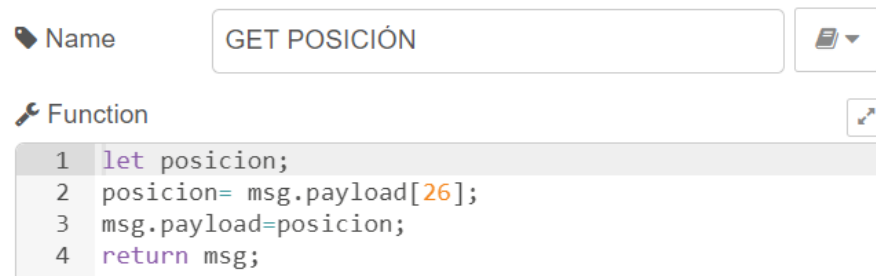 Name GET POSICIÓN
Function
1 let posicion;
2 posicion= msg.payload[26];
3 msg.payload=posicion;
4 return msg;